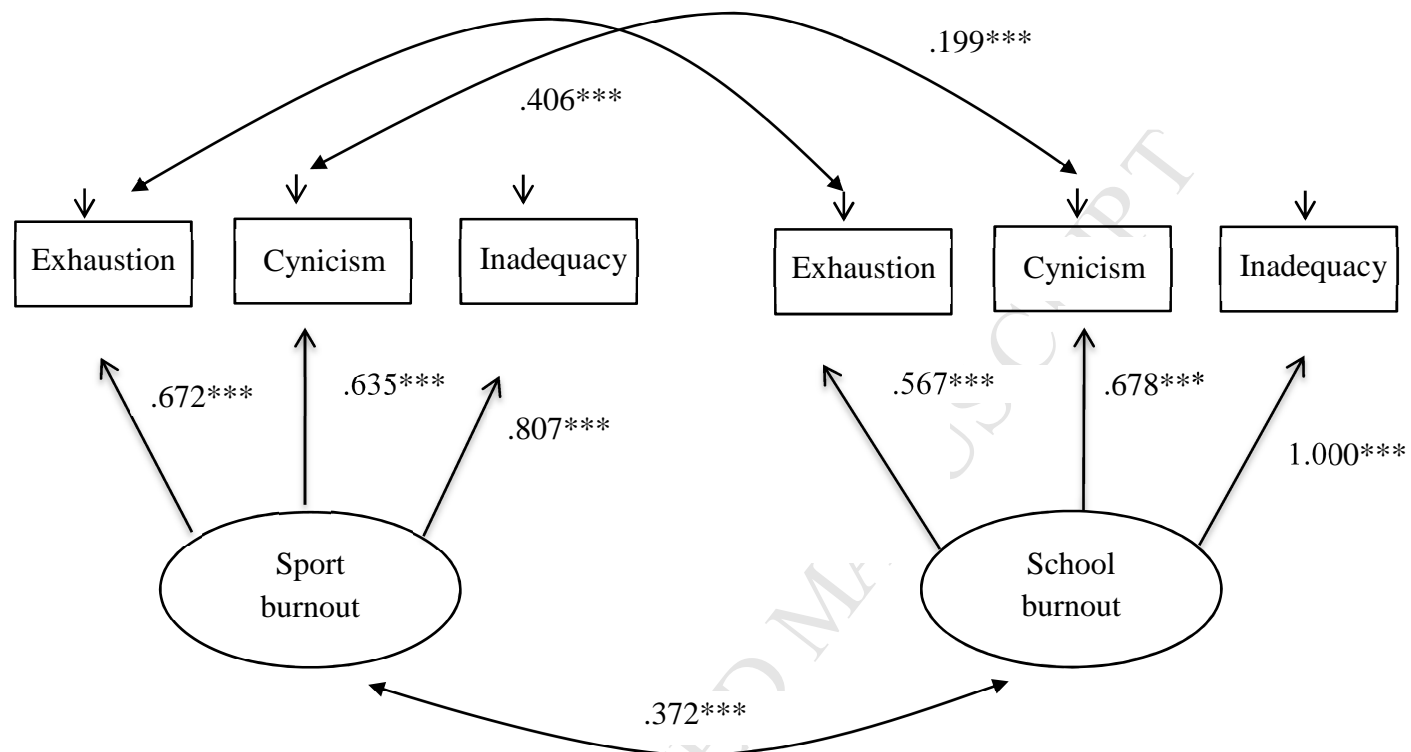 .199***
.406***
Exhaustion
Cynicism
Inadequacy
Exhaustion
Cynicism
Inadequacy
.672***
.635***
.807***
.567***
.678***
1.000***
Sport
burnout
School
burnout
.372***